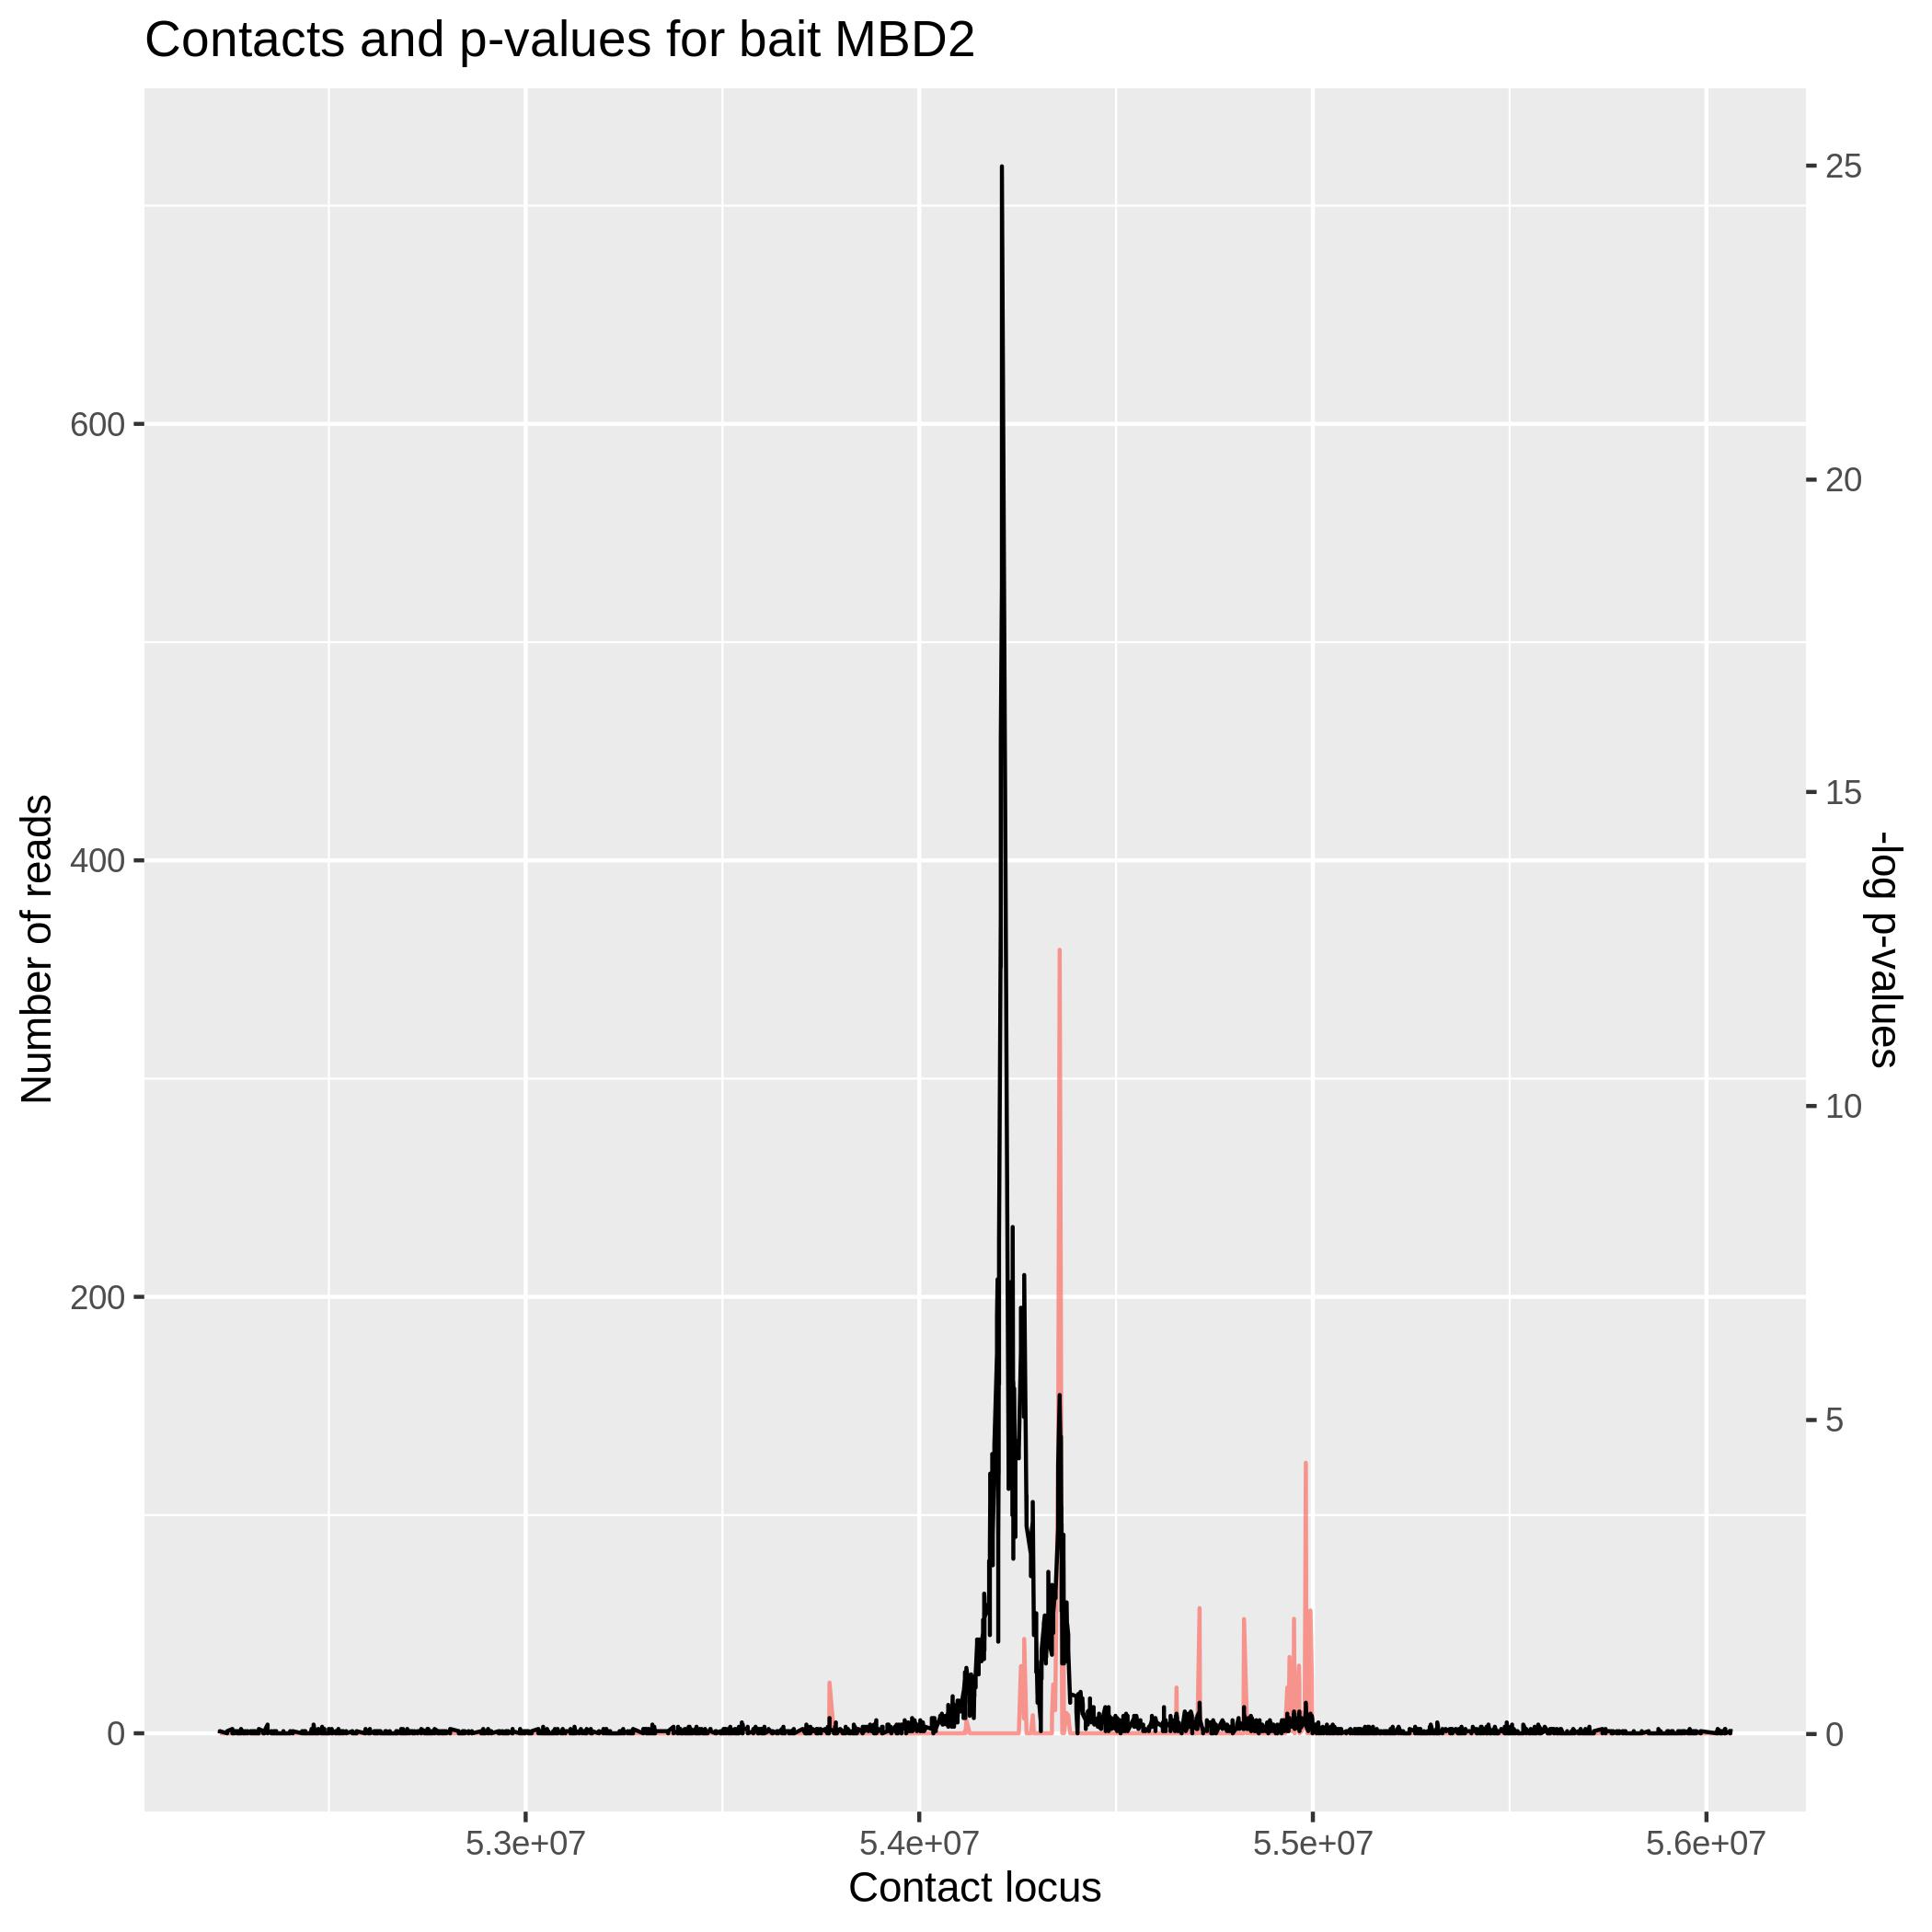 Contacts and p-values for bait MBD2
Number of reads
600
400
200
0
25
20
15
10
5
0
-log p-values
5.3e+07
5.4e+07
5.5e+07
5.6e+07
Contact locus